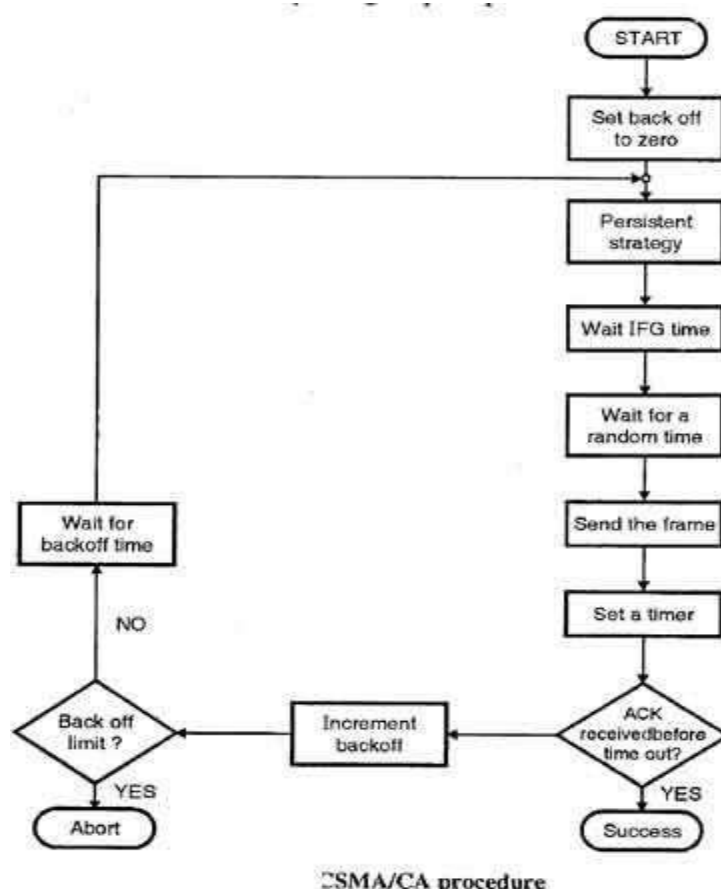 START
Set back off
to zero
Persistent
strategy
Wait IFG time
Wait for a
random time
Send the frame
Set a timer
ACK
receivedbefore
time out?
YES
Success
Increment
backoff
Back off
limit ?
YES
Abort
NO
Wait for
backoff time
CSMA/CA procedure